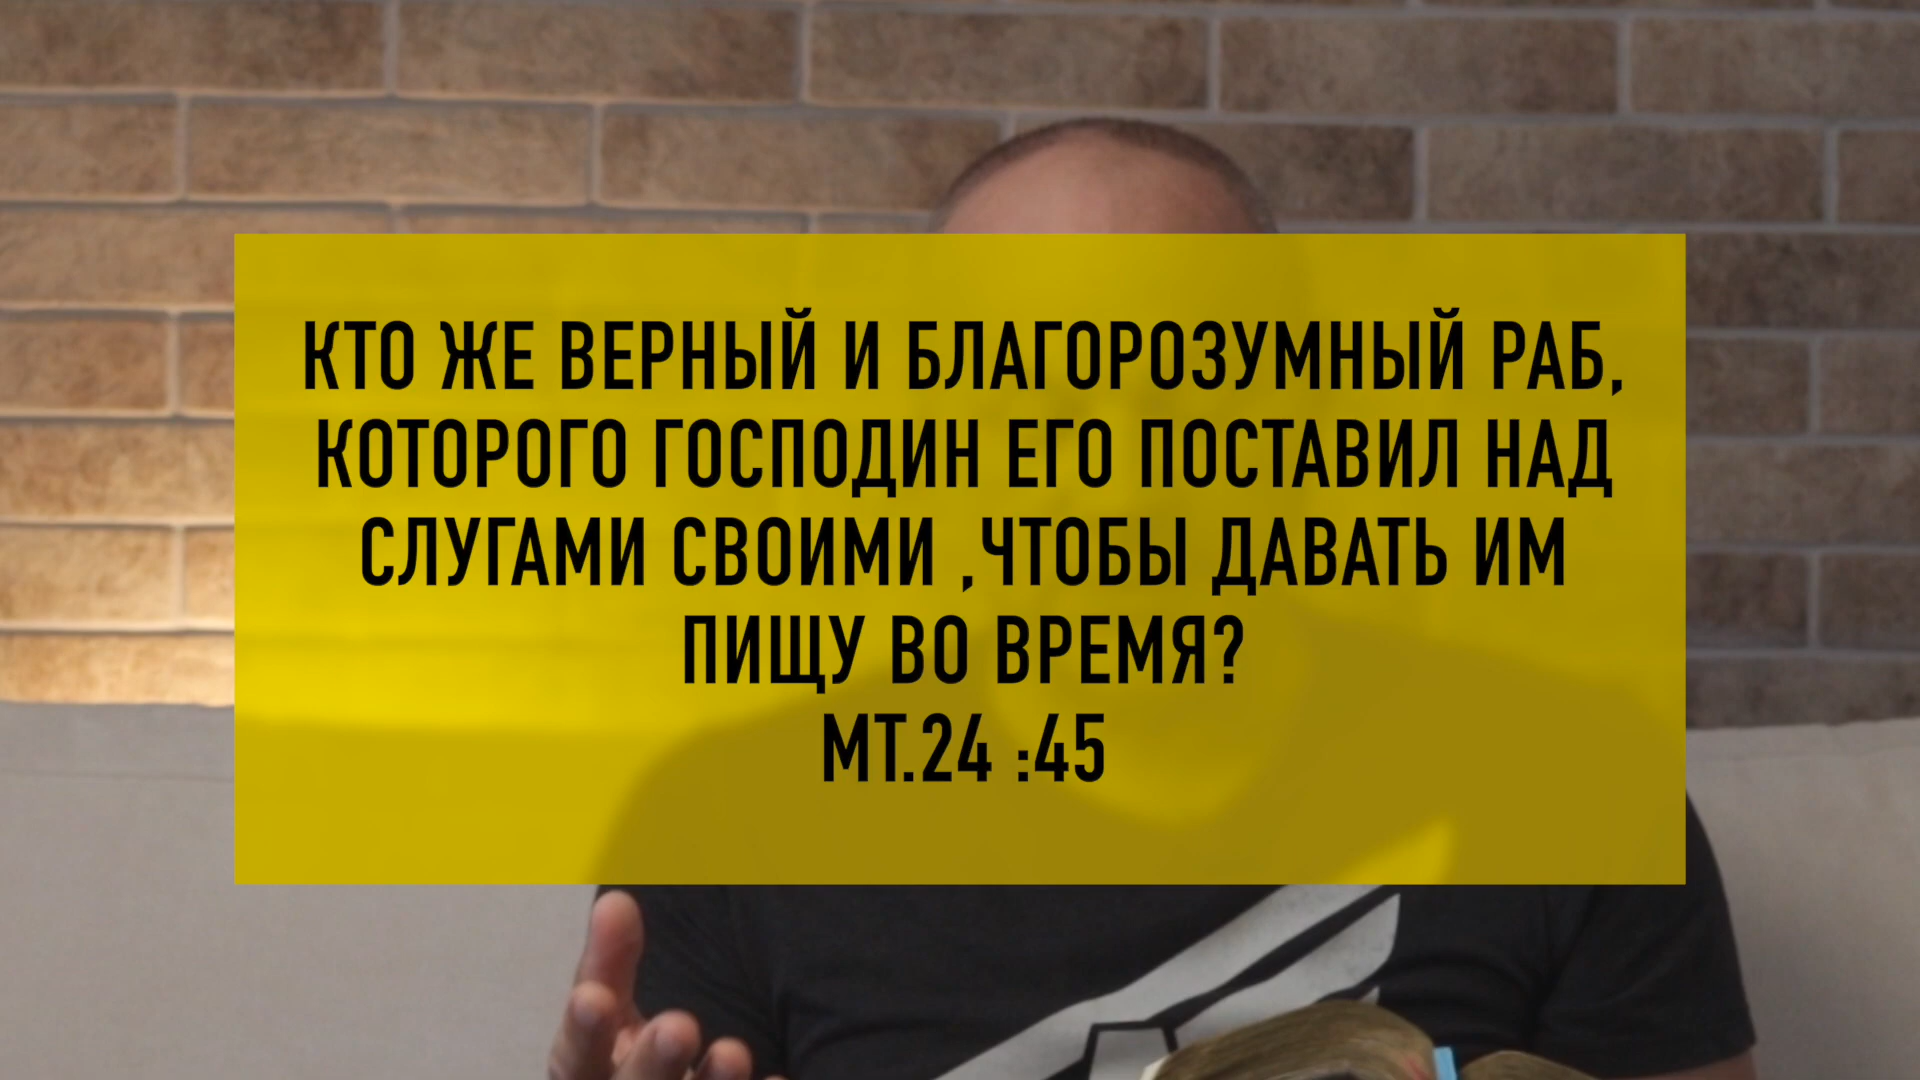 КТО ЖЕ ВЕРНЫЙ И БЛАГОРОЗУМНЫЙ РАБ,
КОТОРОГО ГОСПОДИН ЕГО ПОСТАВИЛ НАД
СЛУГАМИ СВОИМИ ,ЧТОБЫ ДАВАТЬ ИМ
ПИЩУ ВО ВРЕМЯ?
МТ.24 :45